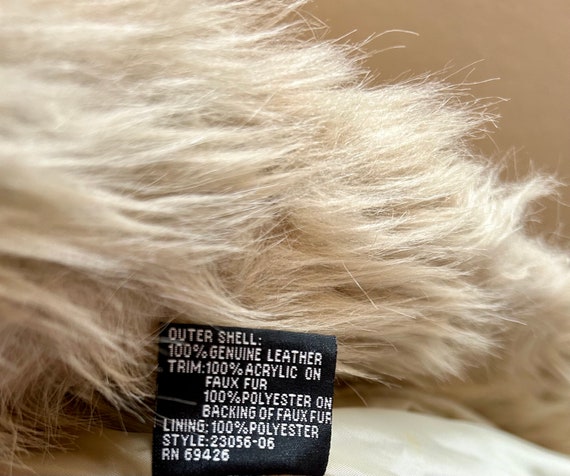 OUTER SHELL:
100% GENUINE LEATHER
TRIM:100% ACRYLIC ON
FAUX FUR
100% POLYESTER ON
BACKING OF FAUX FUR
LINING; 100% POLYESTER
STYLE:23056-06
RN 69426